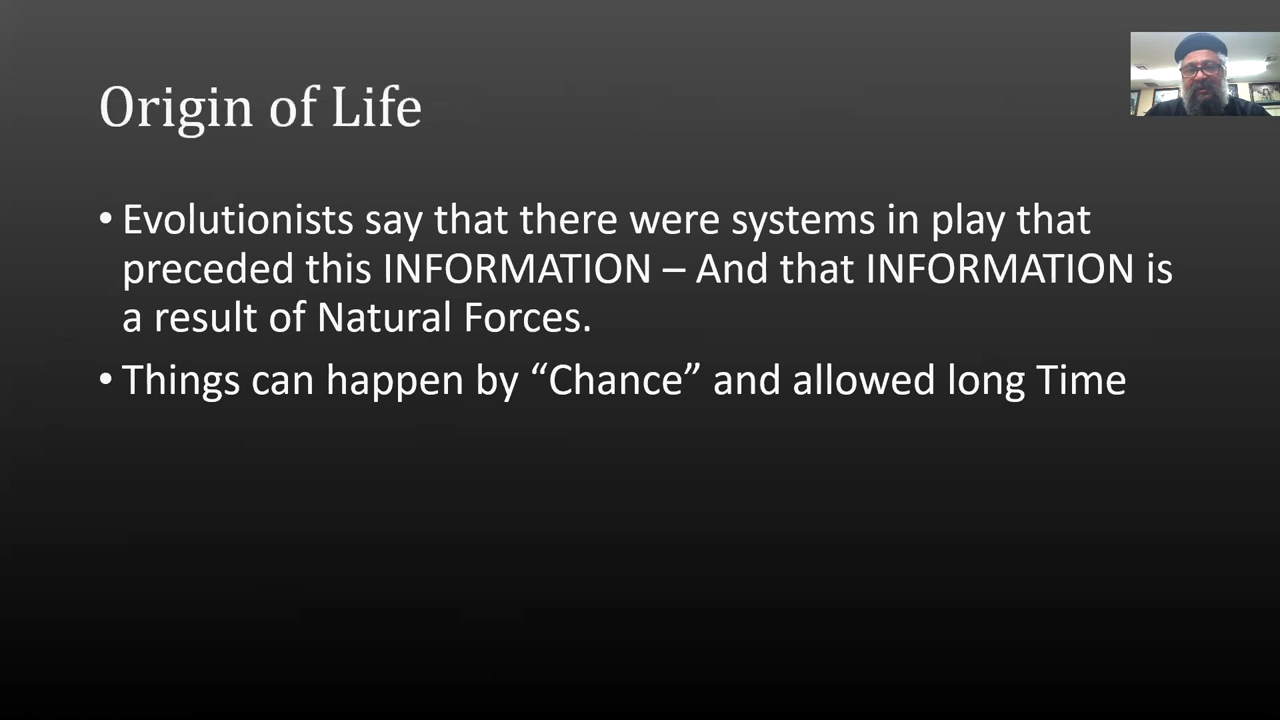 Origin of Life
• Evolutionists say that there were systems in play that
preceded this INFORMATION – And that INFORMATION is
a result of Natural Forces.
• Things can happen by “Chance” and allowed long Time